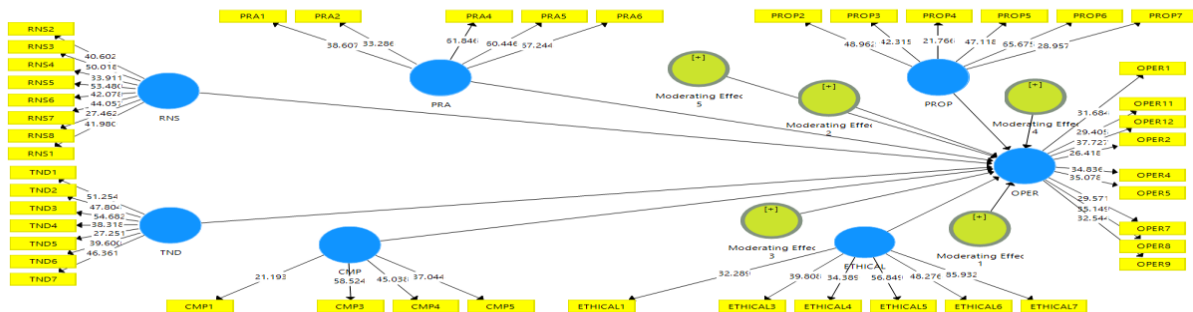 PRA1
PRA2
PRA4
PRA5
PRA6
38.607
33.286
61.846
60.446
57.244
PRA
PROP2
PROP3
PROP4
PROP5
PROP6
PROP7
48.962
42.315
21.766
47.118
65.675
28.957
PROP
RNS2
RNS3
RNS4
RNS5
RNS6
RNS7
RNS8
RNS1
40.602
50.018
33.911
53.480
42.078
44.057
27.462
41.980
RNS
[+]
Moderating Effec
5
[+]
Moderating Effec
2
[+]
Moderating Effec
4
OPER1
OPER11
OPER12
OPER2
OPER4
OPER5
OPER7
OPER8
OPER9
31.684
29.405
37.727
26.418
34.836
35.078
29.571
35.149
32.544
OPER
TND1
TND2
TND3
TND4
TND5
TND6
TND7
51.254
47.804
54.682
38.318
27.251
39.600
46.361
TND
CMP
21.193
58.524
45.038
37.044
CMP1
CMP3
CMP4
CMP5
[+]
Moderating Effec
3
[+]
Moderating Effec
1
ETHICAL
32.289
39.808
34.389
56.849
48.276
85.932
ETHICAL1
ETHICAL3
ETHICAL4
ETHICAL5
ETHICAL6
ETHICAL7